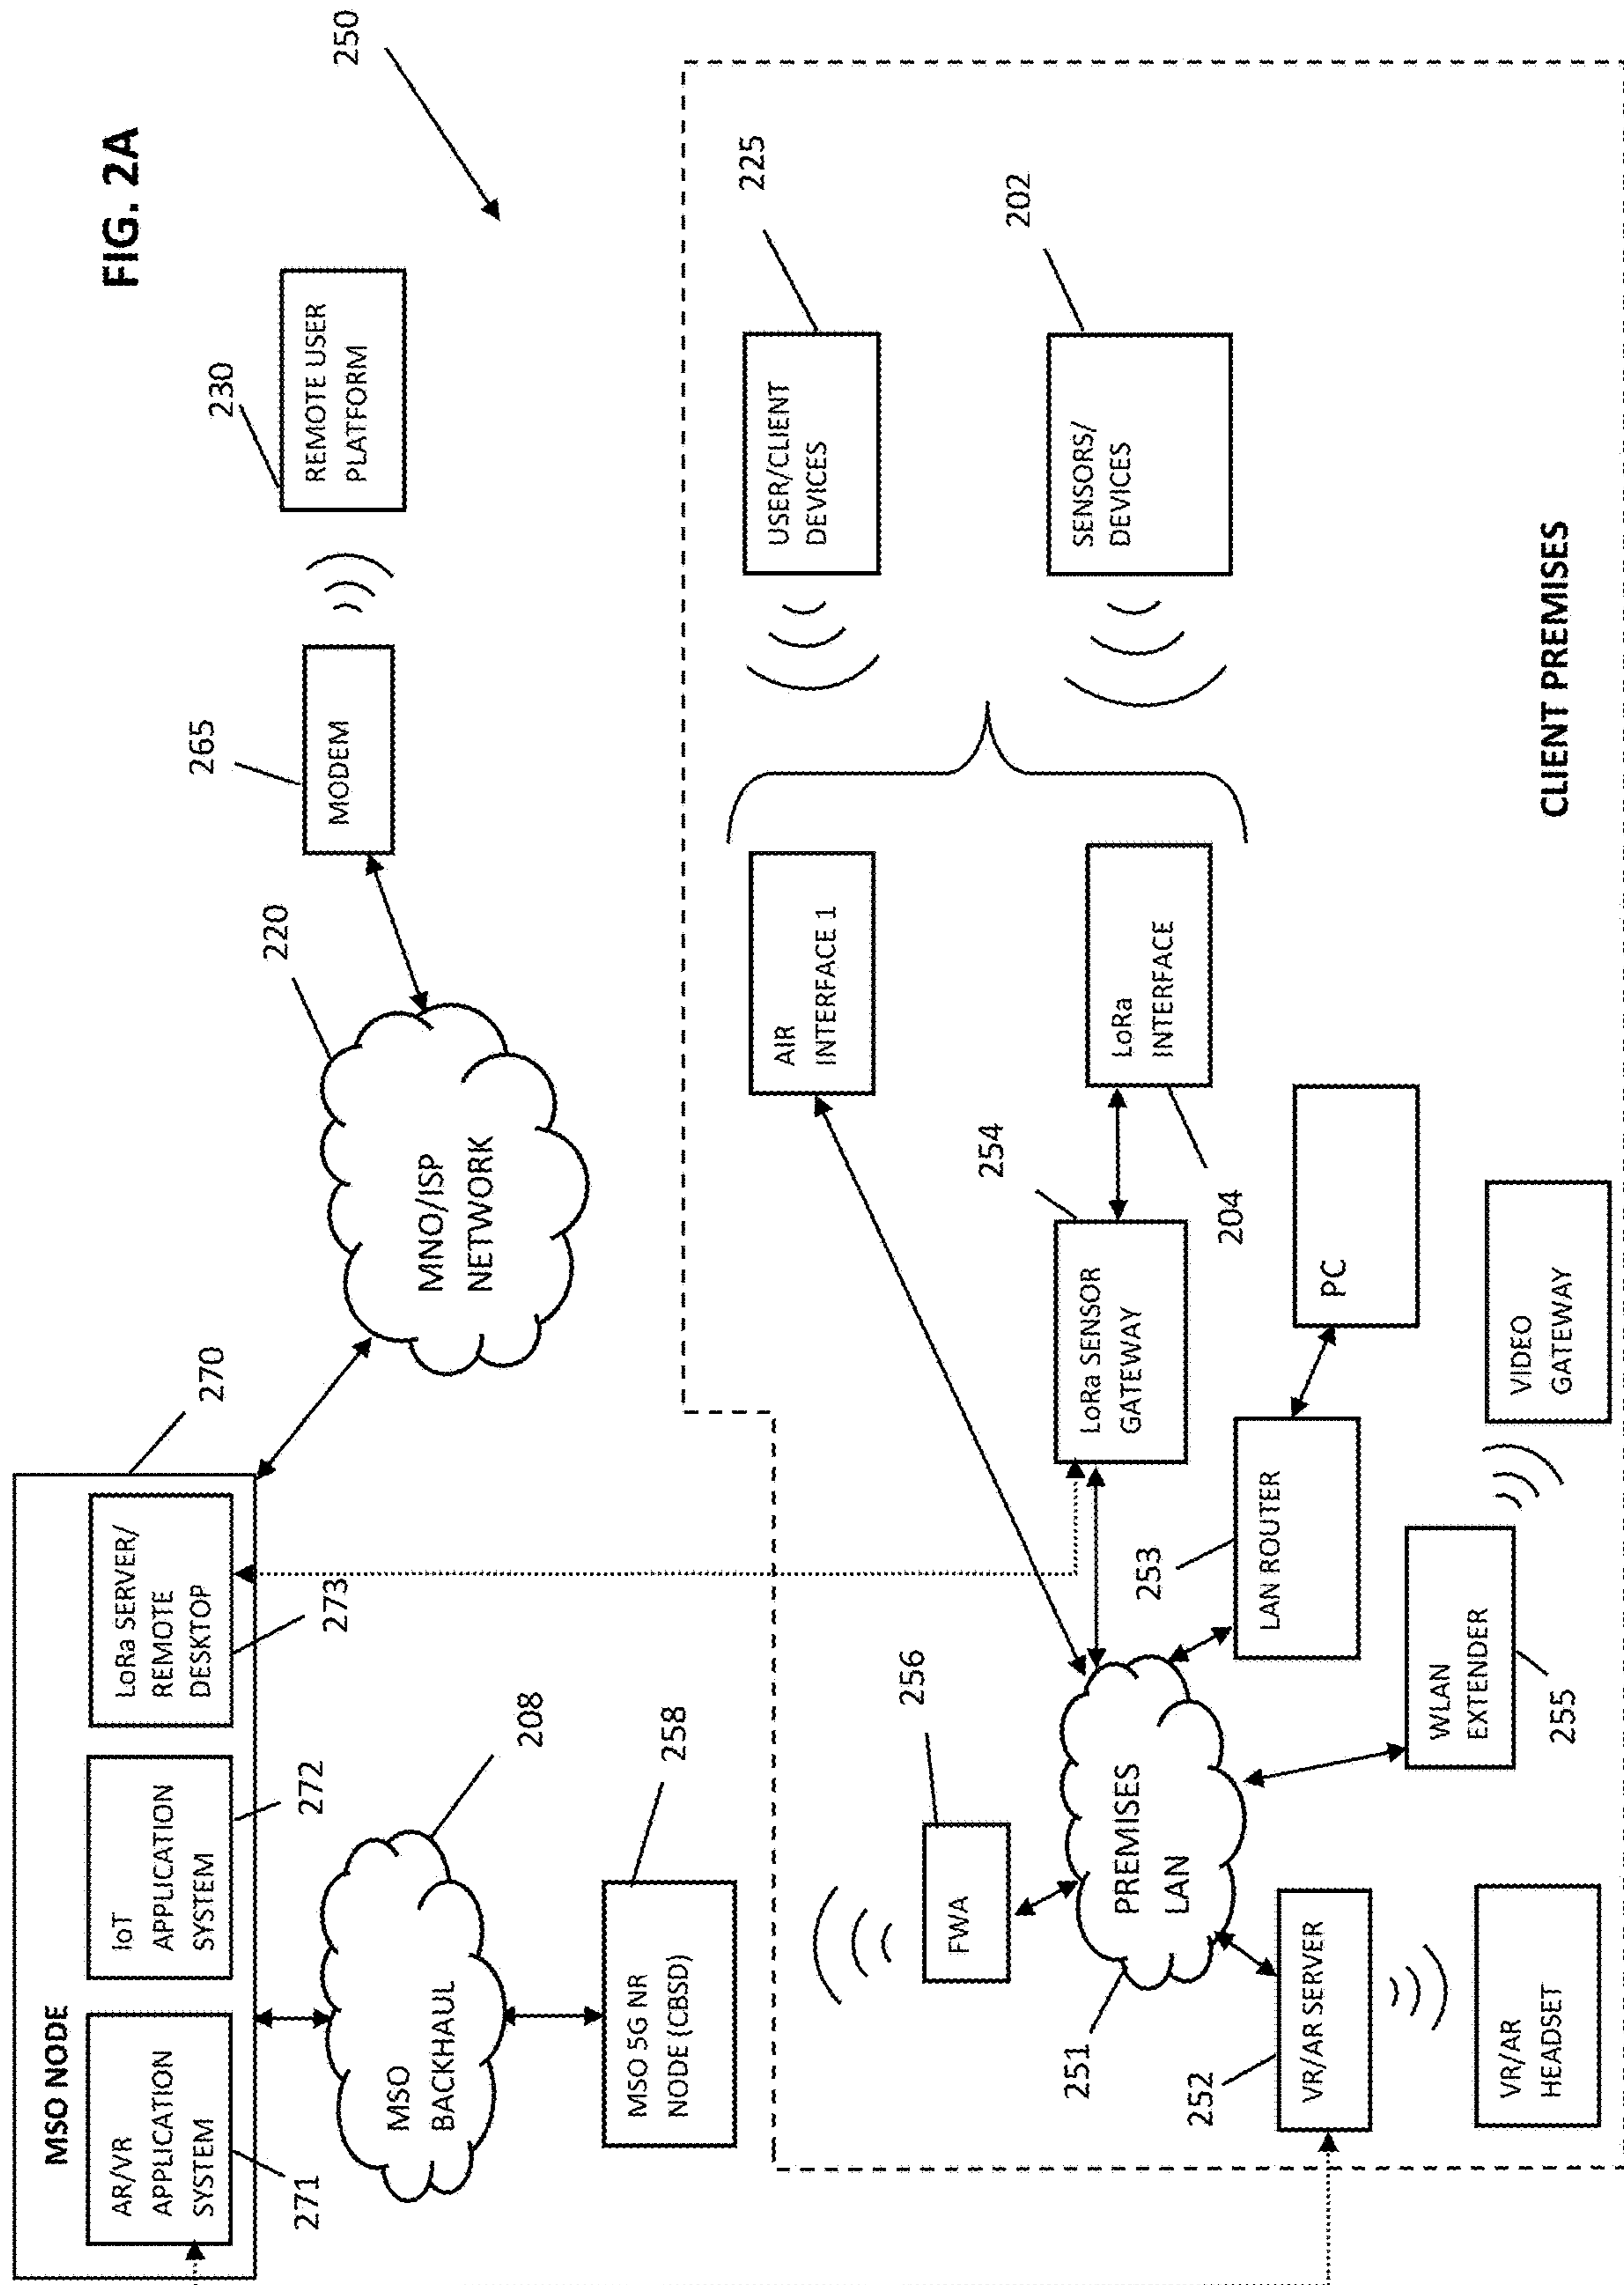 FIG. 2A
250
MSO NODE
AR/VR
APPLICATION
SYSTEM
271
IoT
APPLICATION
SYSTEM
272
LoRa SERVER/
REMOTE
DESKTOP
273
270
220
MNO/ISP
NETWORK
265
MODEM
230
REMOTE USER
PLATFORM
MSO
BACKHAUL
208
MSO 5G NR
NODE (CBSD)
258
256
FWA
251
PREMISES
LAN
252
VR/AR SERVER
VR/AR
HEADSET
WLAN
EXTENDER
255
253
LAN ROUTER
PC
VIDEO
GATEWAY
254
LoRa SENSOR
GATEWAY
204
LoRa
INTERFACE
AIR
INTERFACE 1
225
USER/CLIENT
DEVICES
202
SENSORS/
DEVICES
CLIENT PREMISES